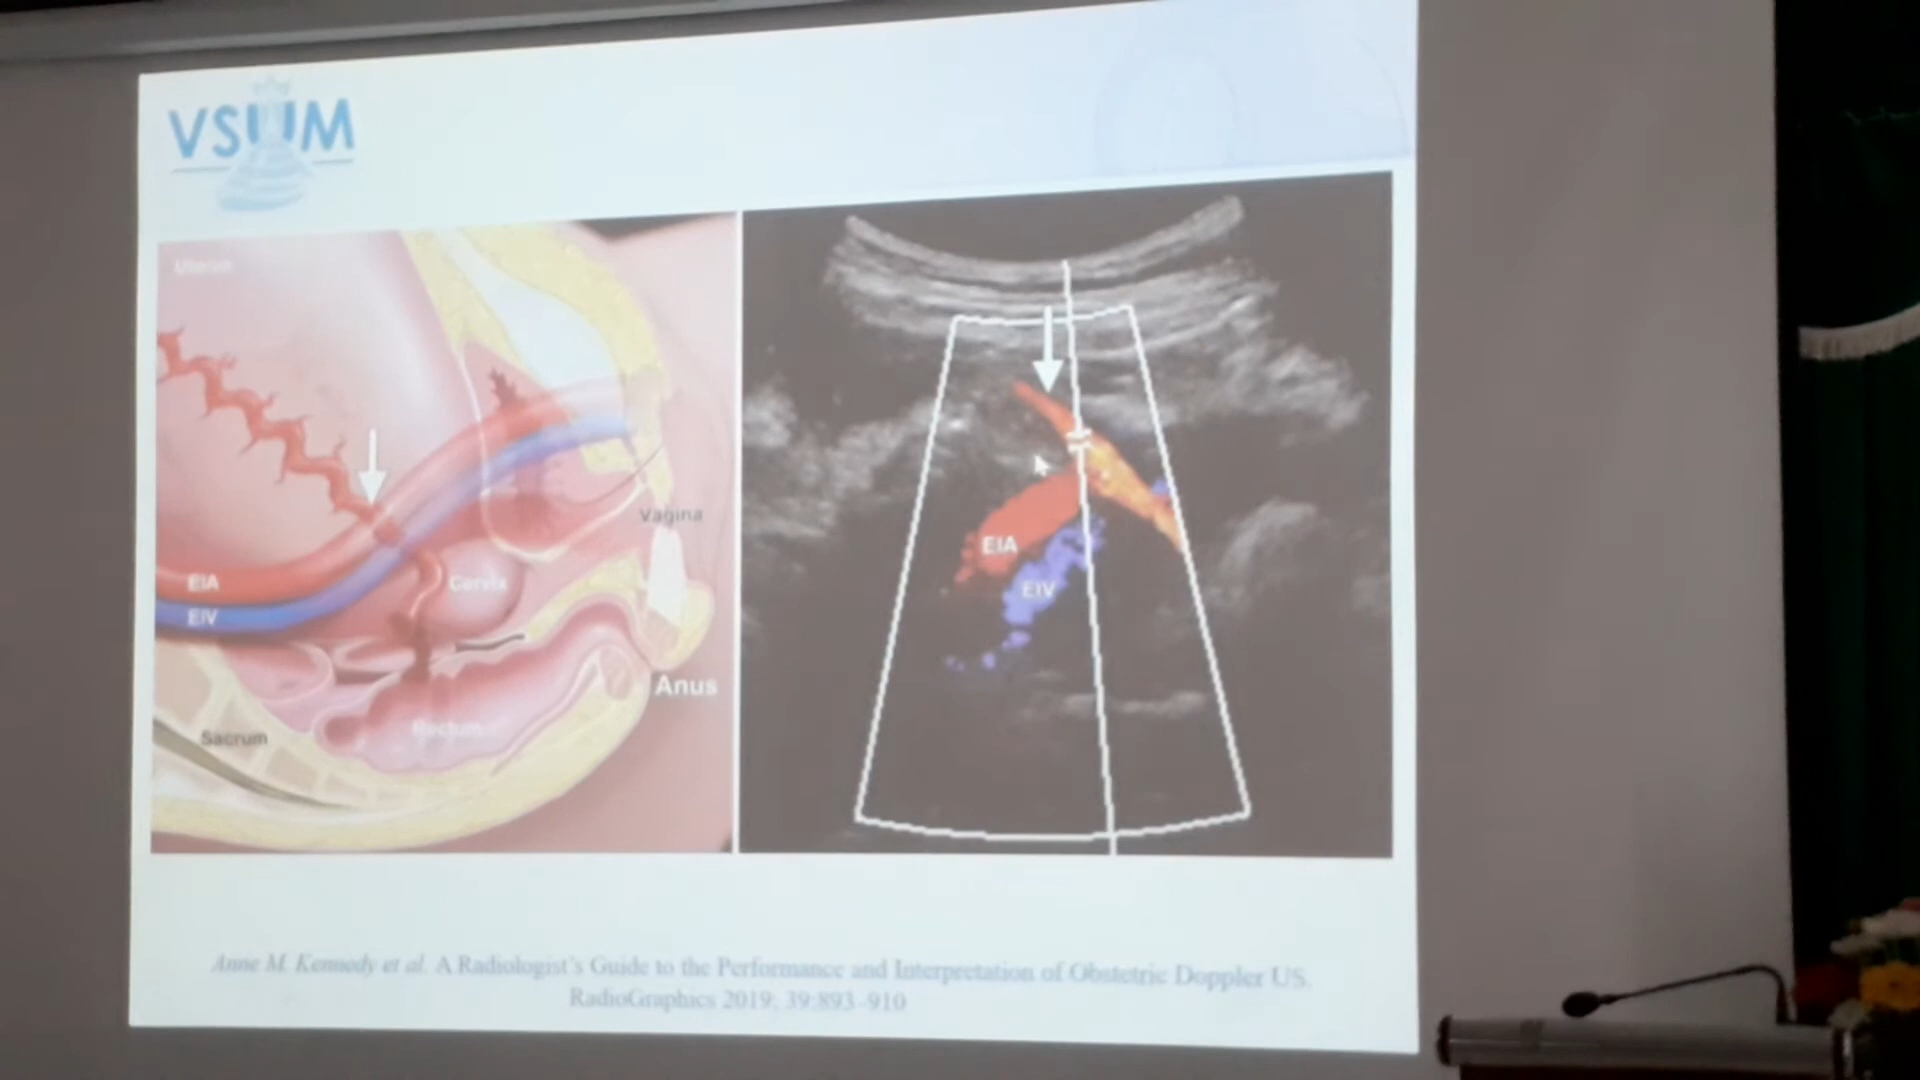 VSUM
Uterus
Vagina
EIA
Cervix
EIV
Anus
Rectum
Sacrum
EIA
EIV
Anne M. Kennedy et al. A Radiologist's Guide to the Performance and Interpretation of Obstetric Doppler US.
RadioGraphics 2019; 39:893–910